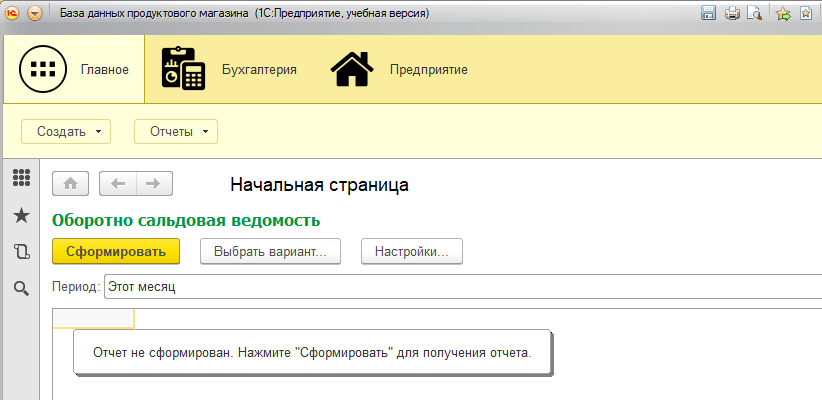 База данных продуктового магазина (1С:Предприятие, учебная версия)
Главное Бухгалтерия Предприятие
Создать Отчеты
Начальная страница
Оборотно сальдовая ведомость
Сформировать Выбрать вариант... Настройки...
Период: Этот месяц
Отчет не сформирован. Нажмите "Сформировать" для получения отчета.